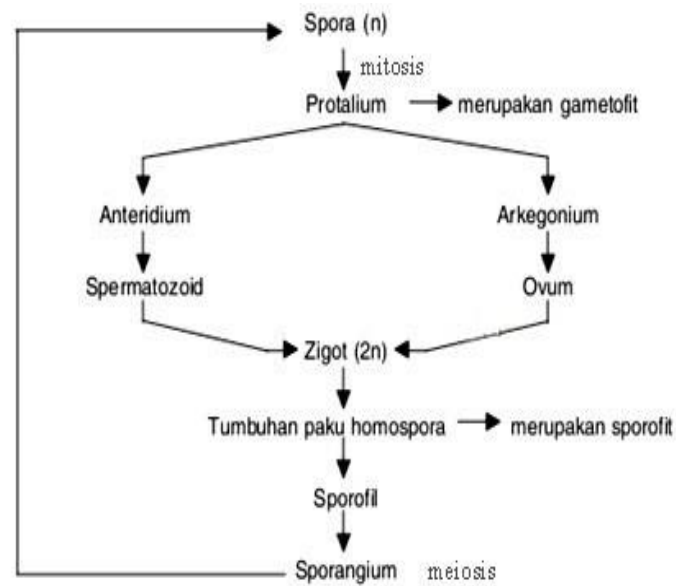 Spora (n)
mitosis
Protalium
merupakan gametofit
Anteridium
Arkegonium
Spermatozoid
Ovum
Zigot (2n)
Tumbuhan paku homospora
merupakan sporofit
Sporofil
Sporangium
meiosis